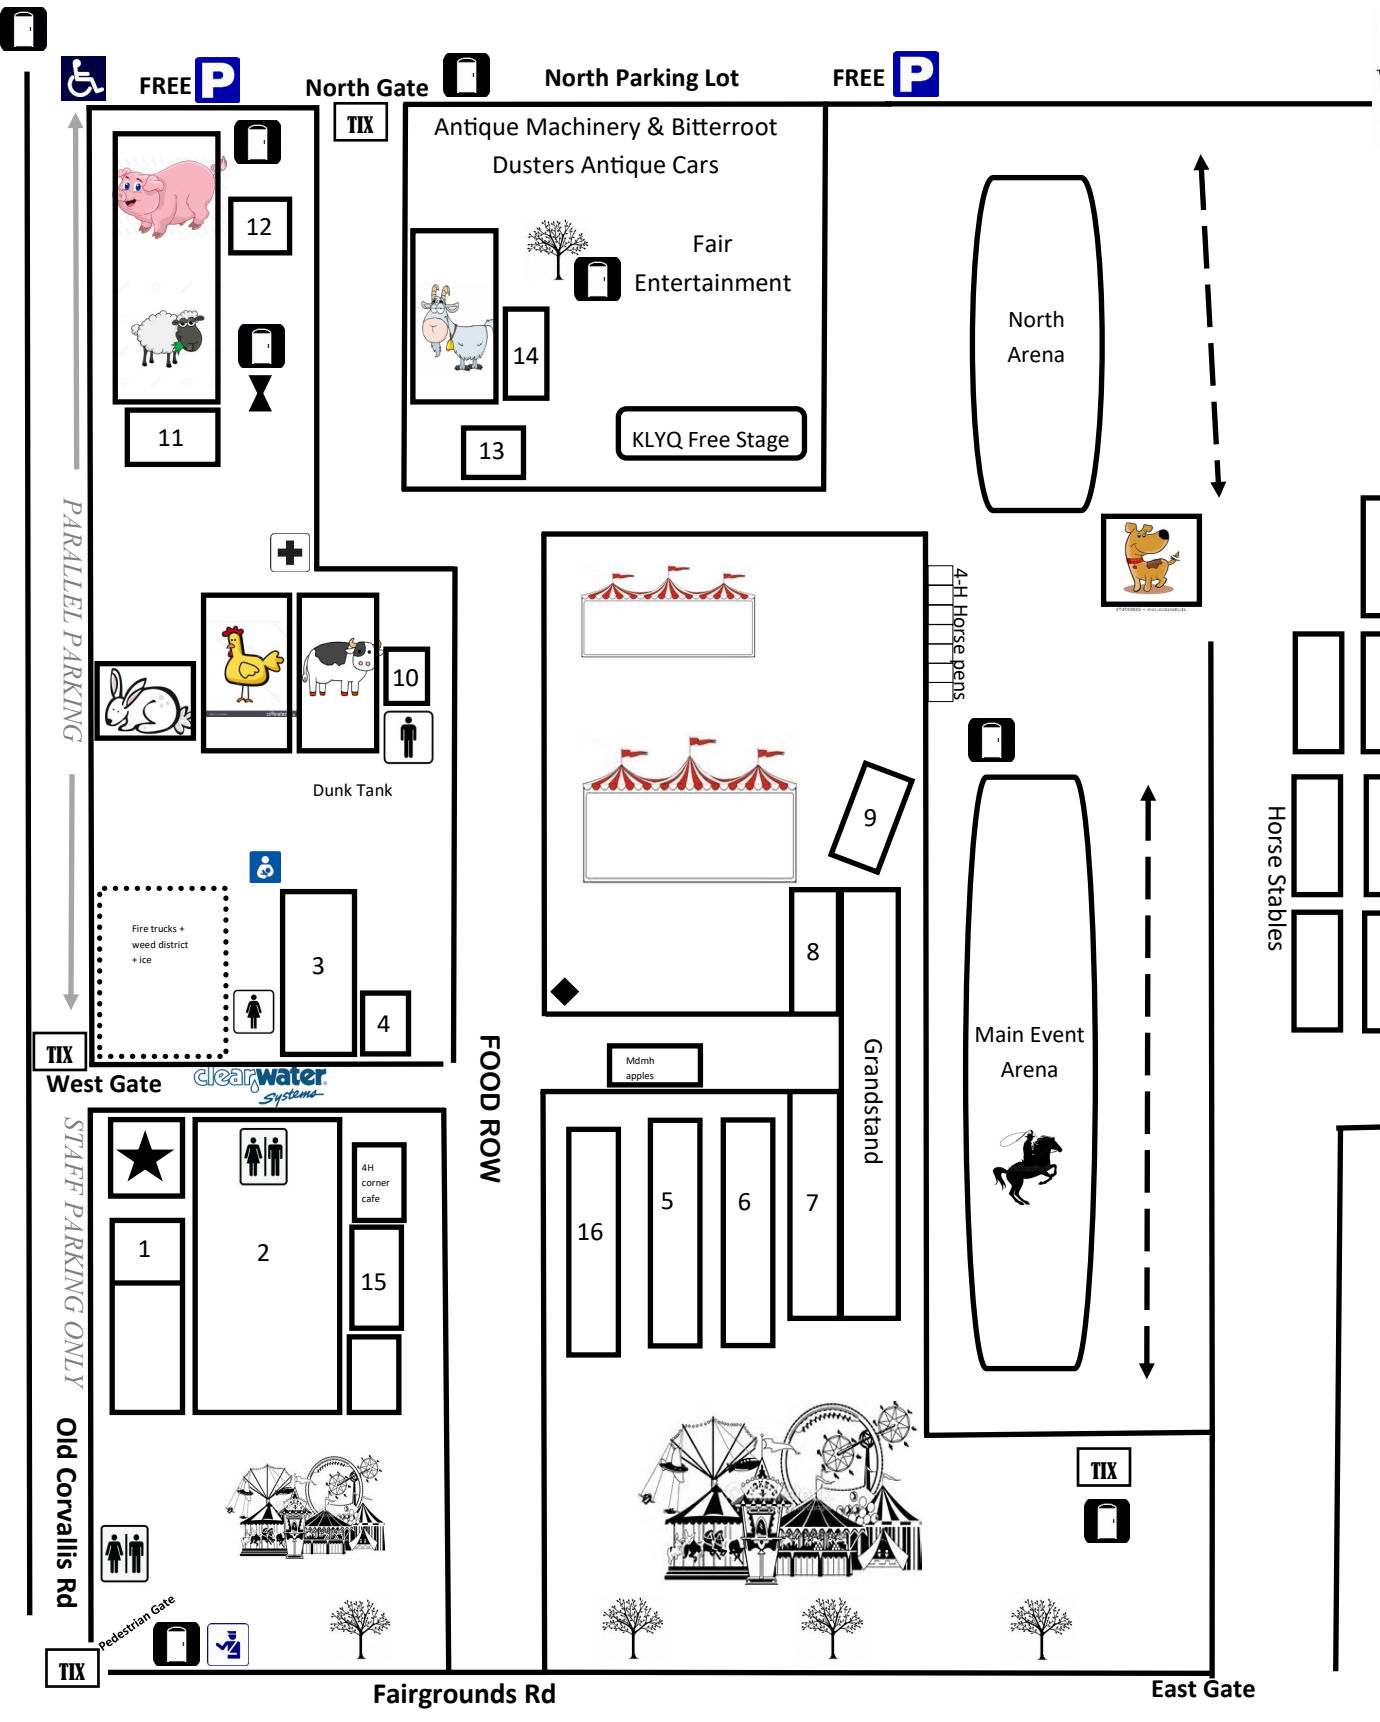 FREE P
North Gate
North Parking Lot
FREE P
TIX
Antique Machinery & Bitterroot
Dusters Antique Cars
12
Fair
Entertainment
14
North
Arena
11
13
KLYQ Free Stage
PARALLEL PARKING
4-H Horse pens
10
Dunk Tank
9
Horse Stables
Fire trucks +
weed district
+ ice
3
8
4
TIX
West Gate
clearwater
Systems
FOOD ROW
Mdmh
apples
Grandstand
Main Event
Arena
STAFF PARKING ONLY
4H
corner
cafe
1
2
15
16
5
6
7
Old Corvallis Rd
TIX
Pedestrian Gate
TIX
Fairgrounds Rd
East Gate